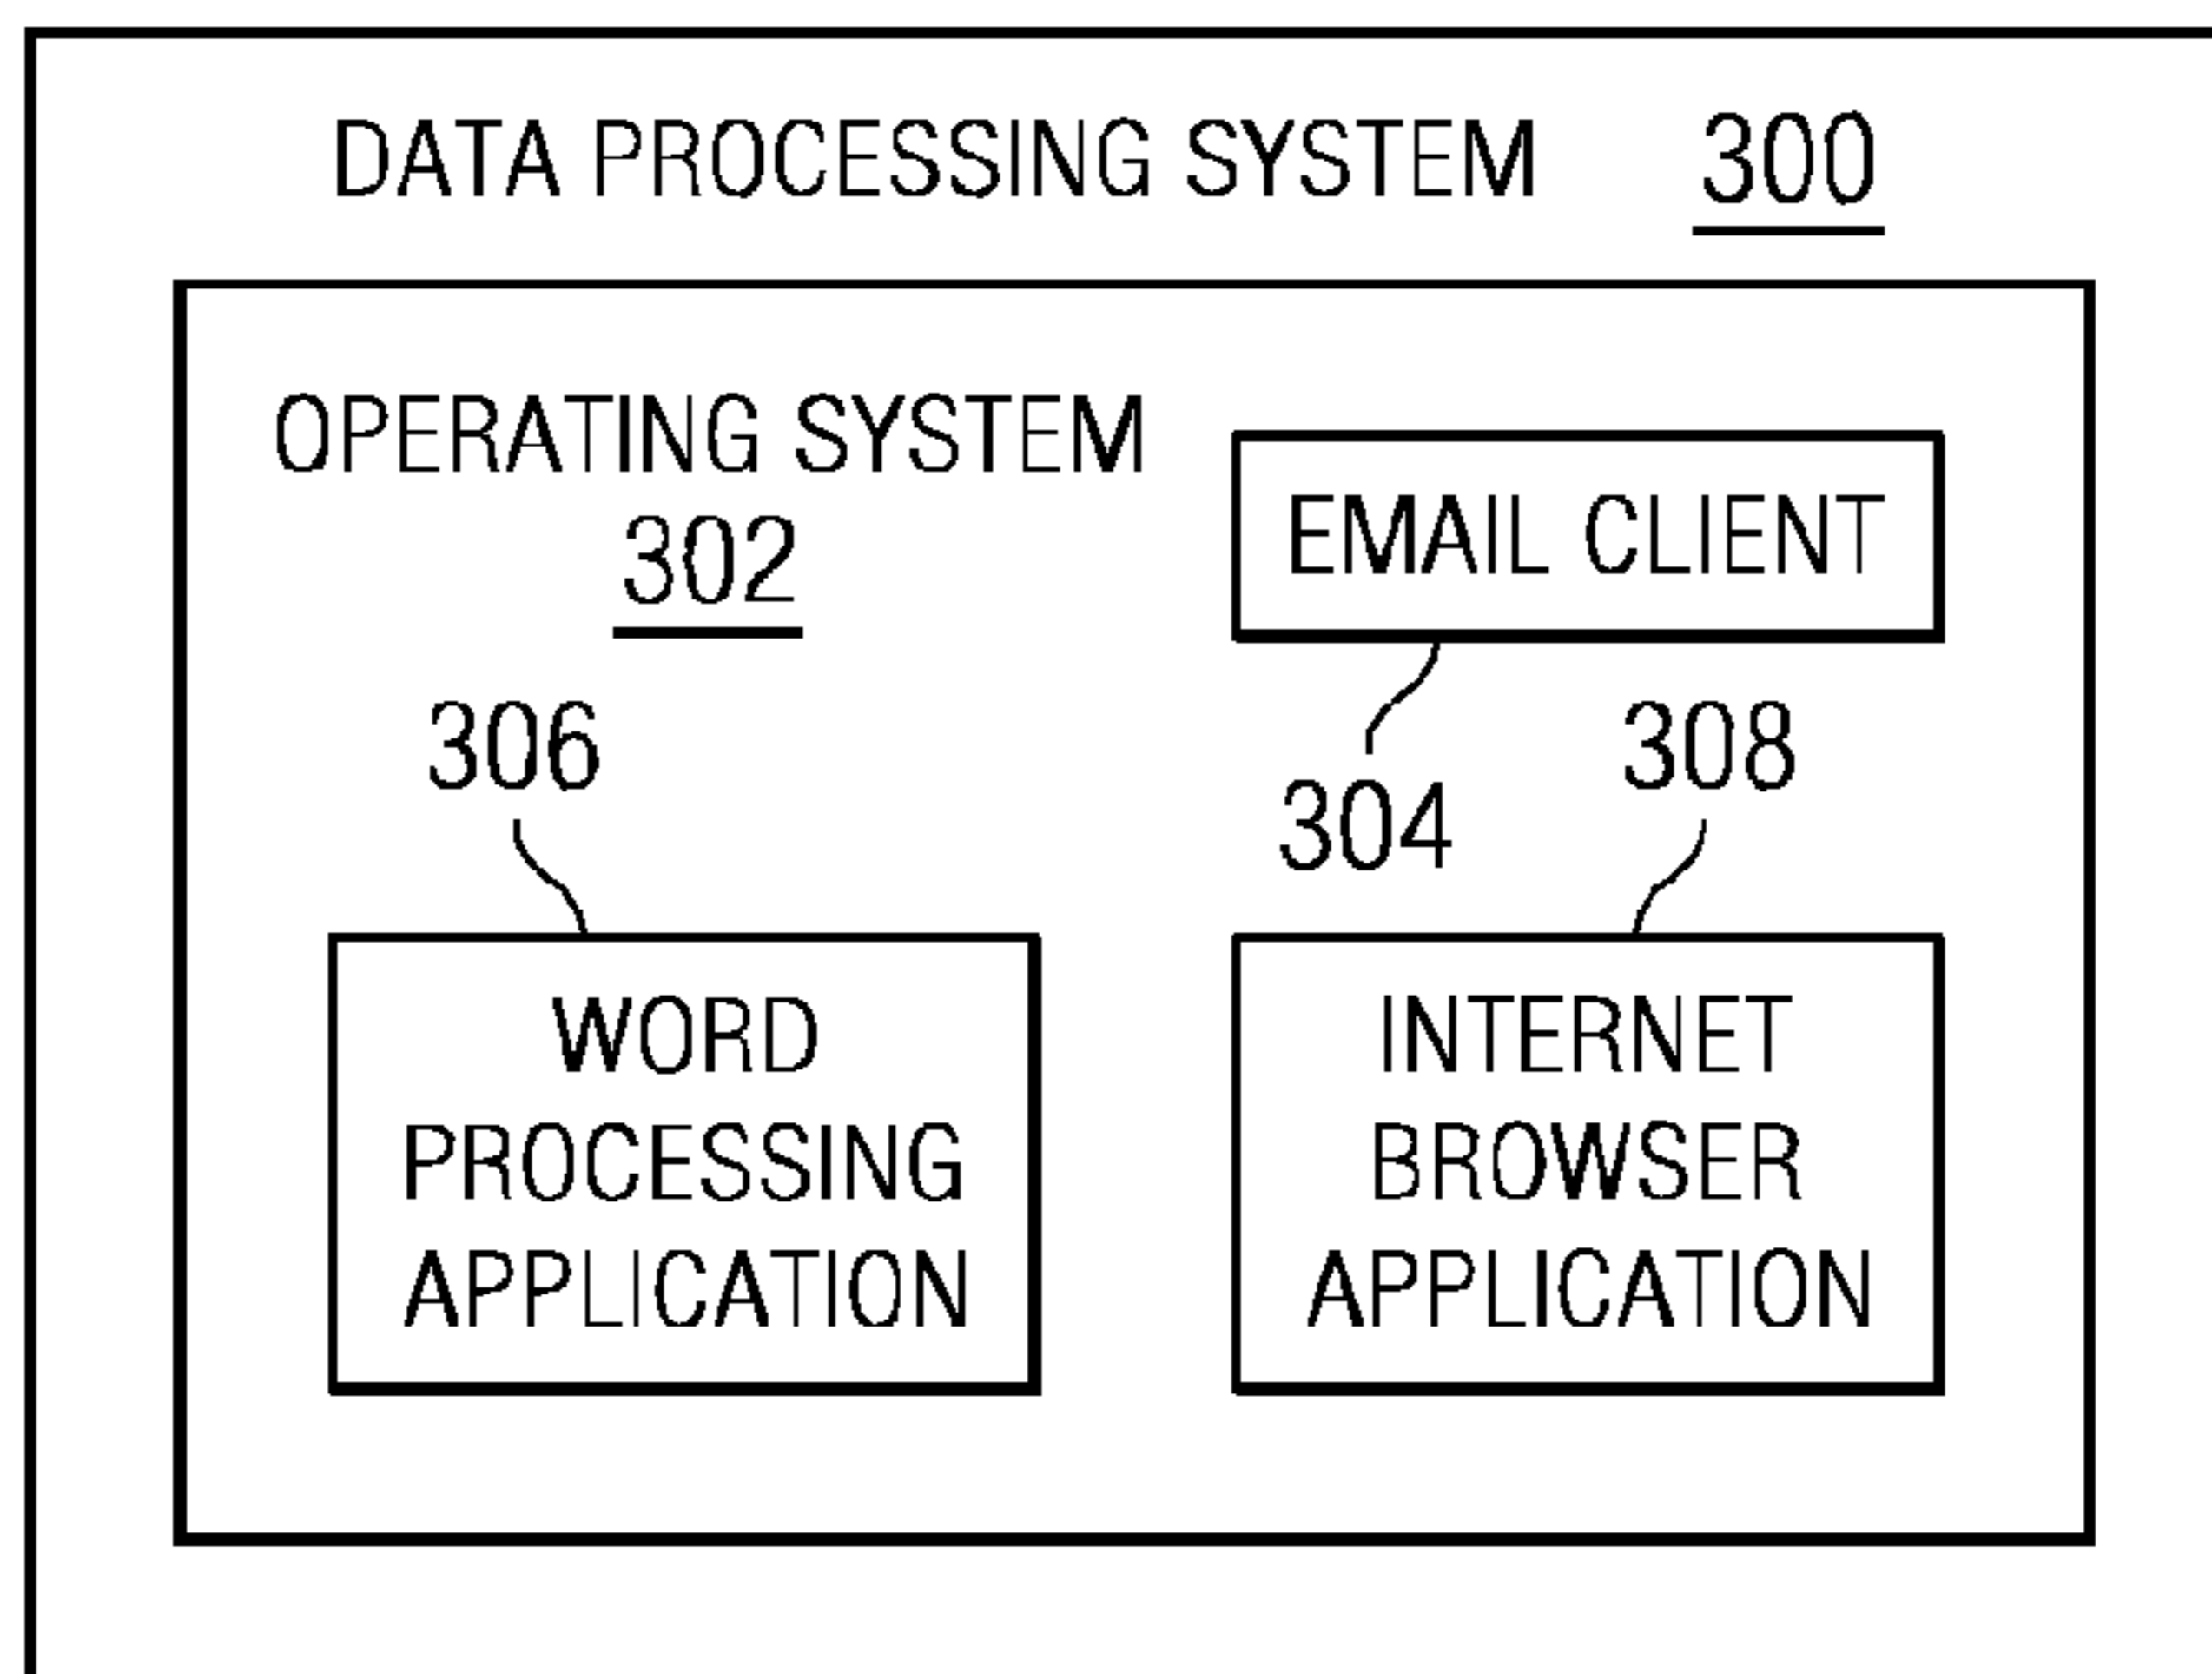 DATA PROCESSING SYSTEM 300
OPERATING SYSTEM
302
EMAIL CLIENT
304
306
308
WORD
PROCESSING
APPLICATION
INTERNET
BROWSER
APPLICATION